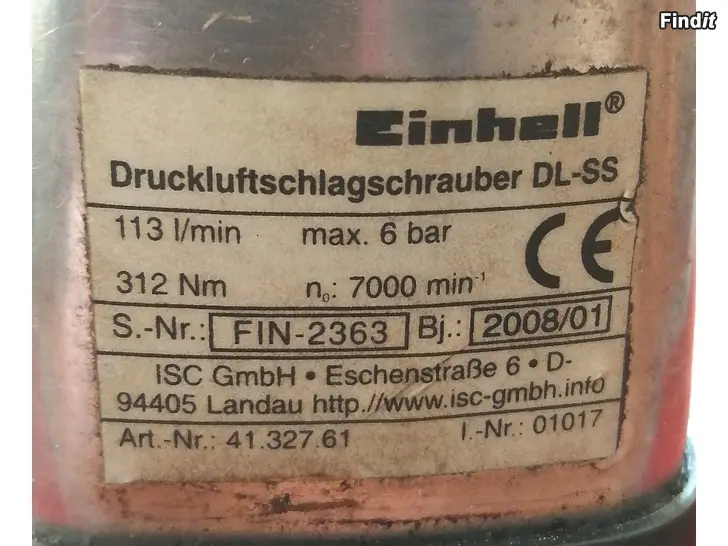 Findit
Einhell®
Druckluftschlagschrauber DL-SS
113 l/min max. 6 bar CE
312 Nm n₀: 7000 min⁻¹
S.-Nr.: FIN-2363 Bj.: 2008/01
ISC GmbH • Eschenstraße 6 • D-
94405 Landau http.//www.isc-gmbh.info
Art.-Nr.: 41.327.61 I.-Nr.: 01017